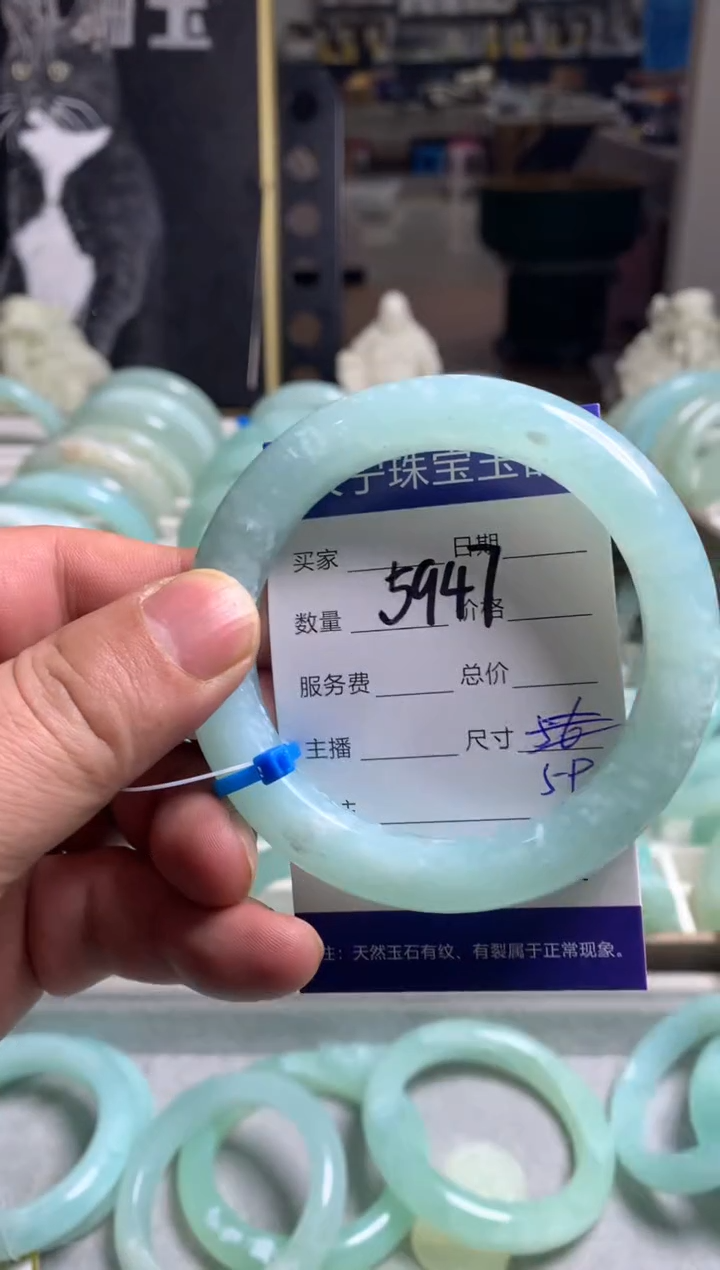 玉
宁珠宝玉
买家 日期
5947
数量 价格
服务费 总价
主播 尺寸 56
注：天然玉石有纹、有裂属于正常现象。